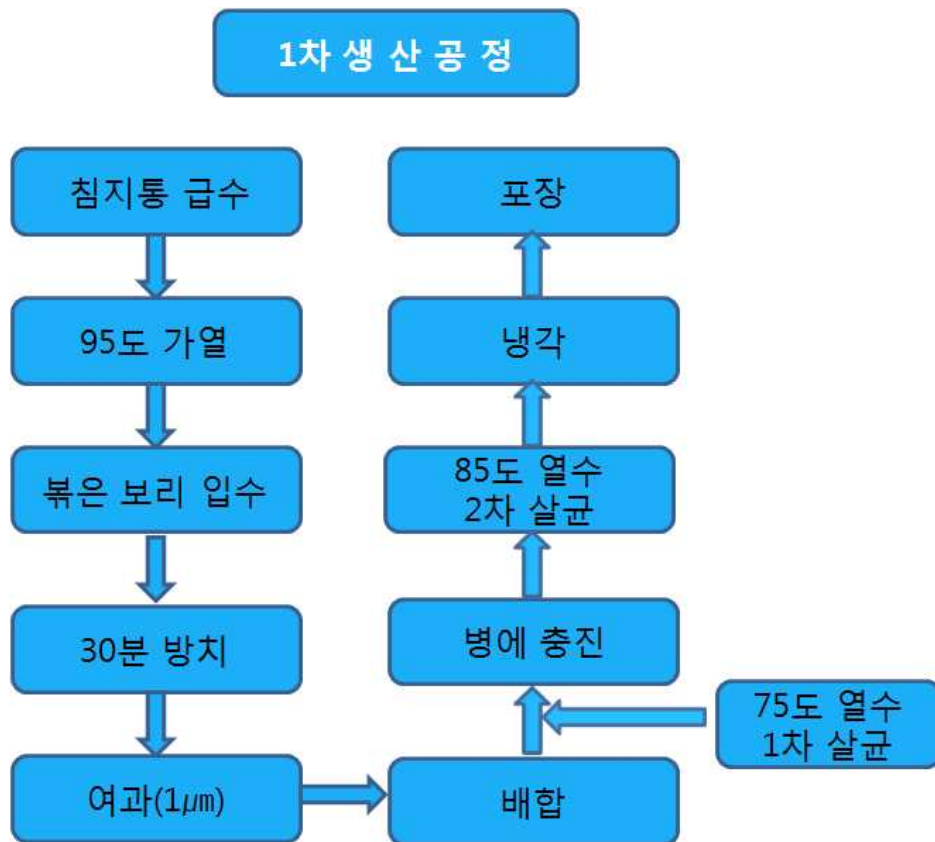 1차 생 산 공 정
침지통 급수
95도 가열
볶은 보리 입수
30분 방치
여과(1㎛)
배합
75도 열수
1차 살균
병에 충진
85도 열수
2차 살균
냉각
포장